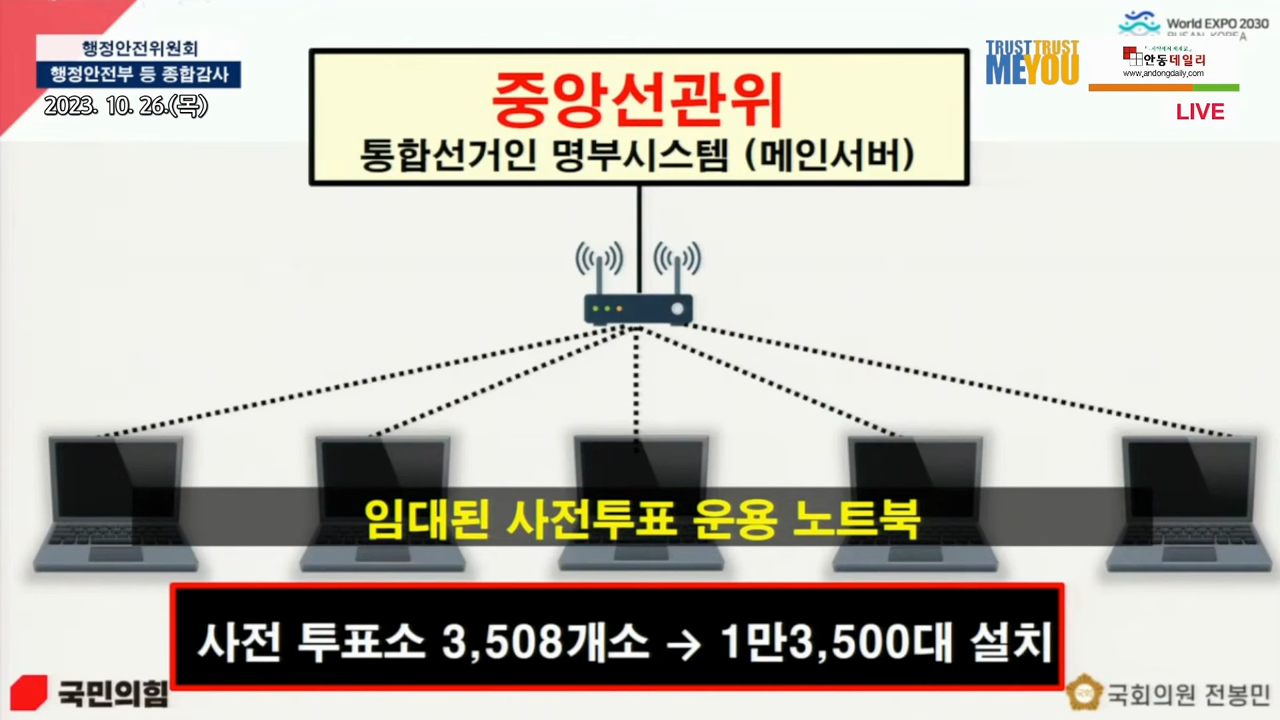 행정안전위원회
행정안전부 등 종합감사
2023. 10. 26.(목)
World EXPO 2030
BUSAN, KOREA
TRUST TRUST
ME YOU
안동데일리
www.andongdaily.com
LIVE
중앙선관위
통합선거인 명부시스템 (메인서버)
임대된 사전투표 운용 노트북
사전 투표소 3,508개소 → 1만3,500대 설치
국민의힘
국회의원 전봉민